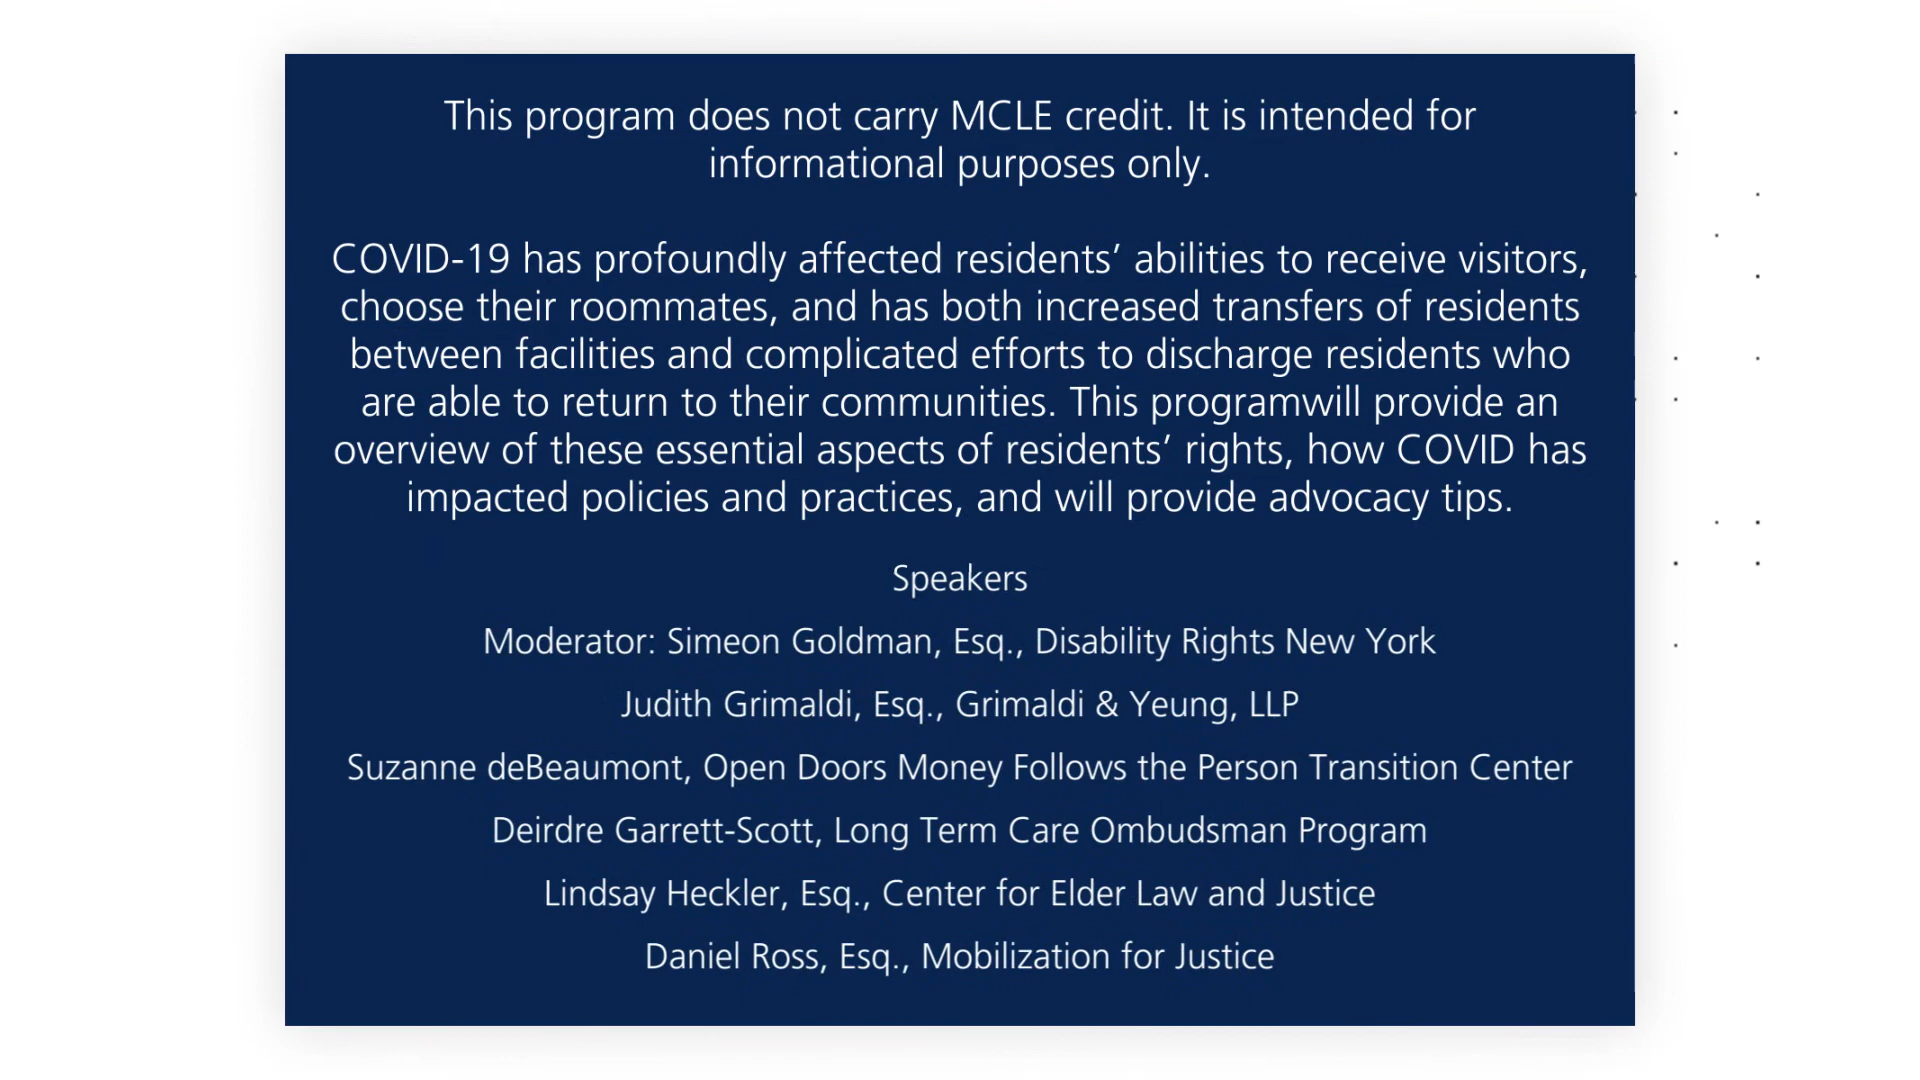 This program does not carry MCLE credit. It is intended for
informational purposes only.
COVID-19 has profoundly affected residents’ abilities to receive visitors,
choose their roommates, and has both increased transfers of residents
between facilities and complicated efforts to discharge residents who
are able to return to their communities. This programwill provide an
overview of these essential aspects of residents’ rights, how COVID has
impacted policies and practices, and will provide advocacy tips.
Speakers
Moderator: Simeon Goldman, Esq., Disability Rights New York
Judith Grimaldi, Esq., Grimaldi & Yeung, LLP
Suzanne deBeaumont, Open Doors Money Follows the Person Transition Center
Deirdre Garrett-Scott, Long Term Care Ombudsman Program
Lindsay Heckler, Esq., Center for Elder Law and Justice
Daniel Ross, Esq., Mobilization for Justice